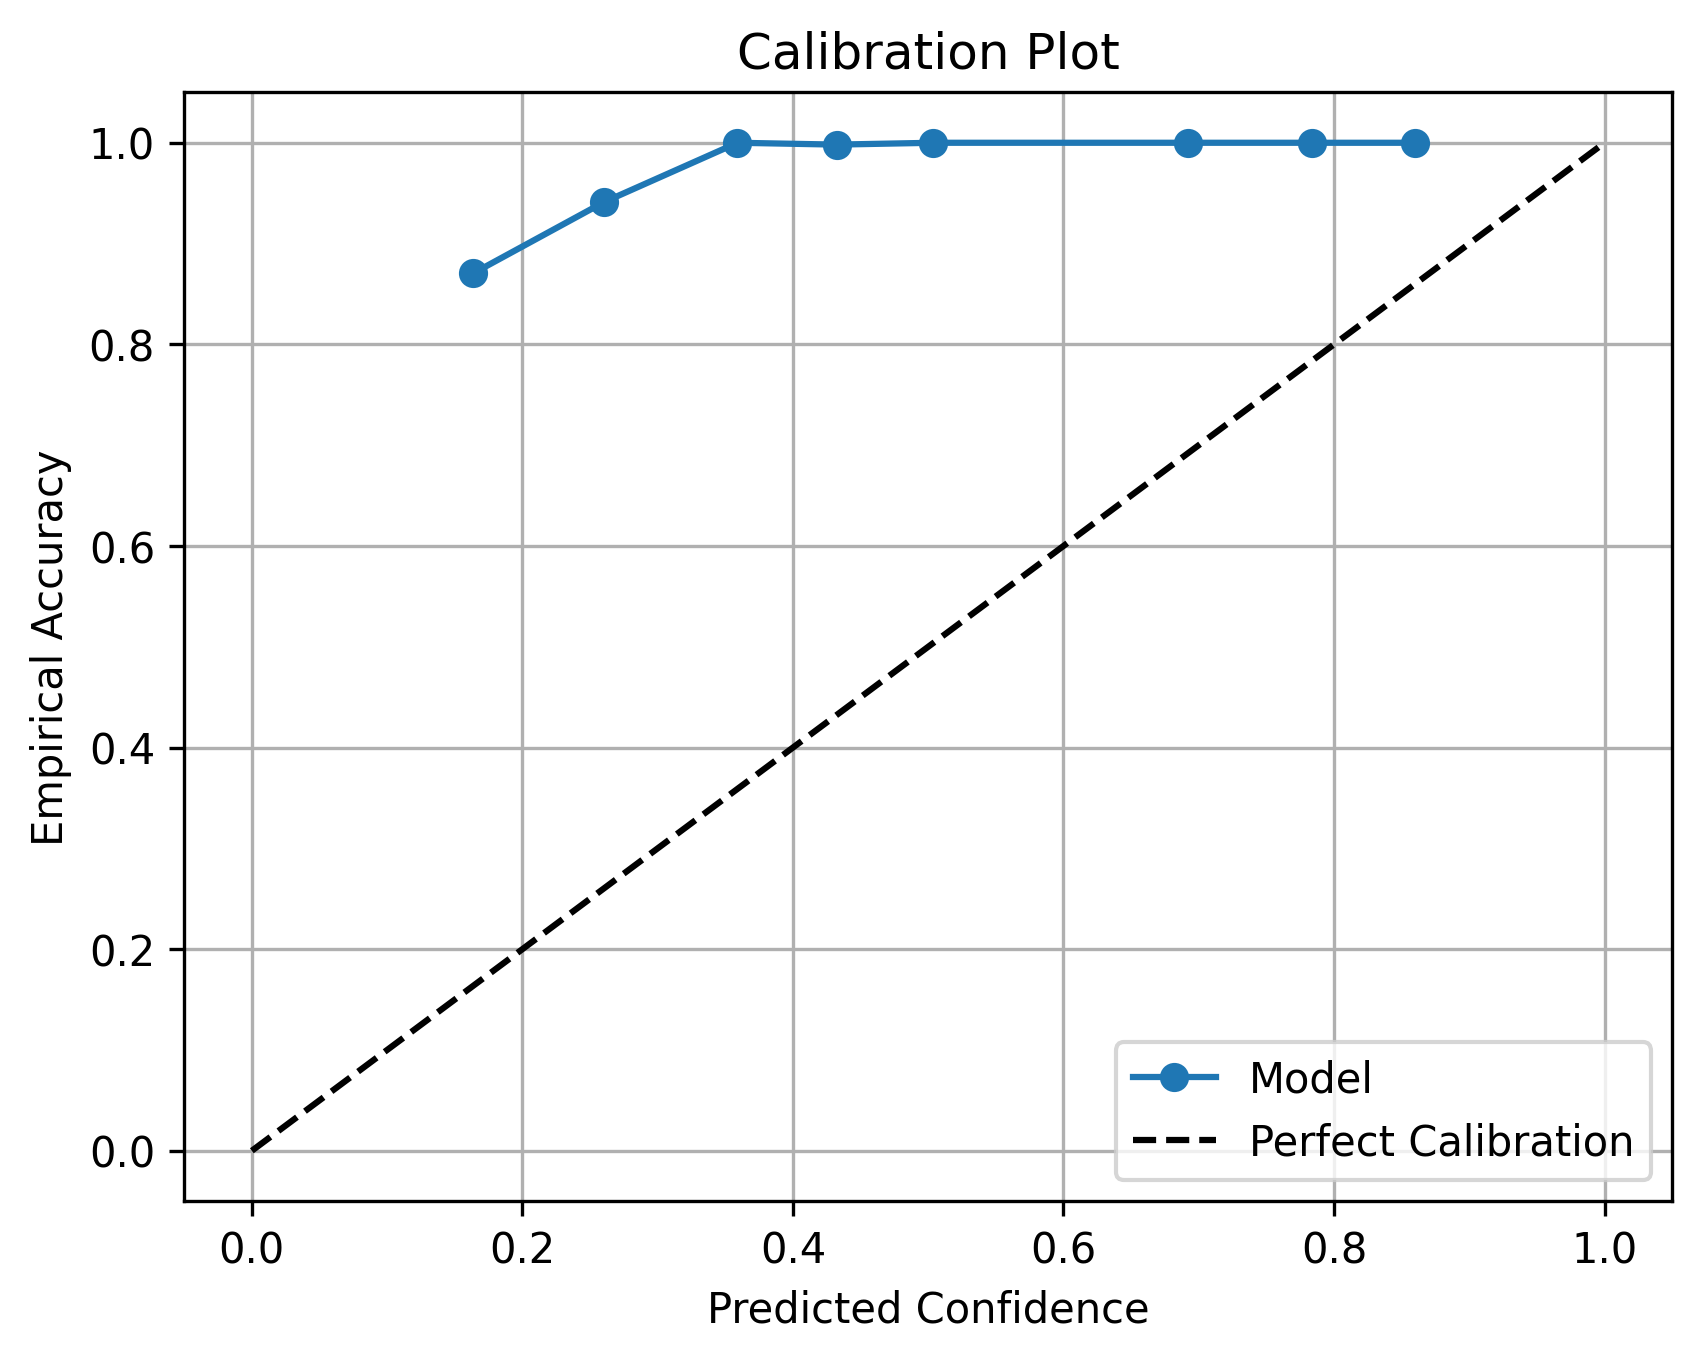 Calibration Plot
1.0
0.8
0.6
0.4
0.2
0.0
Empirical Accuracy
Model
Perfect Calibration
0.0 0.2 0.4 0.6 0.8 1.0
Predicted Confidence